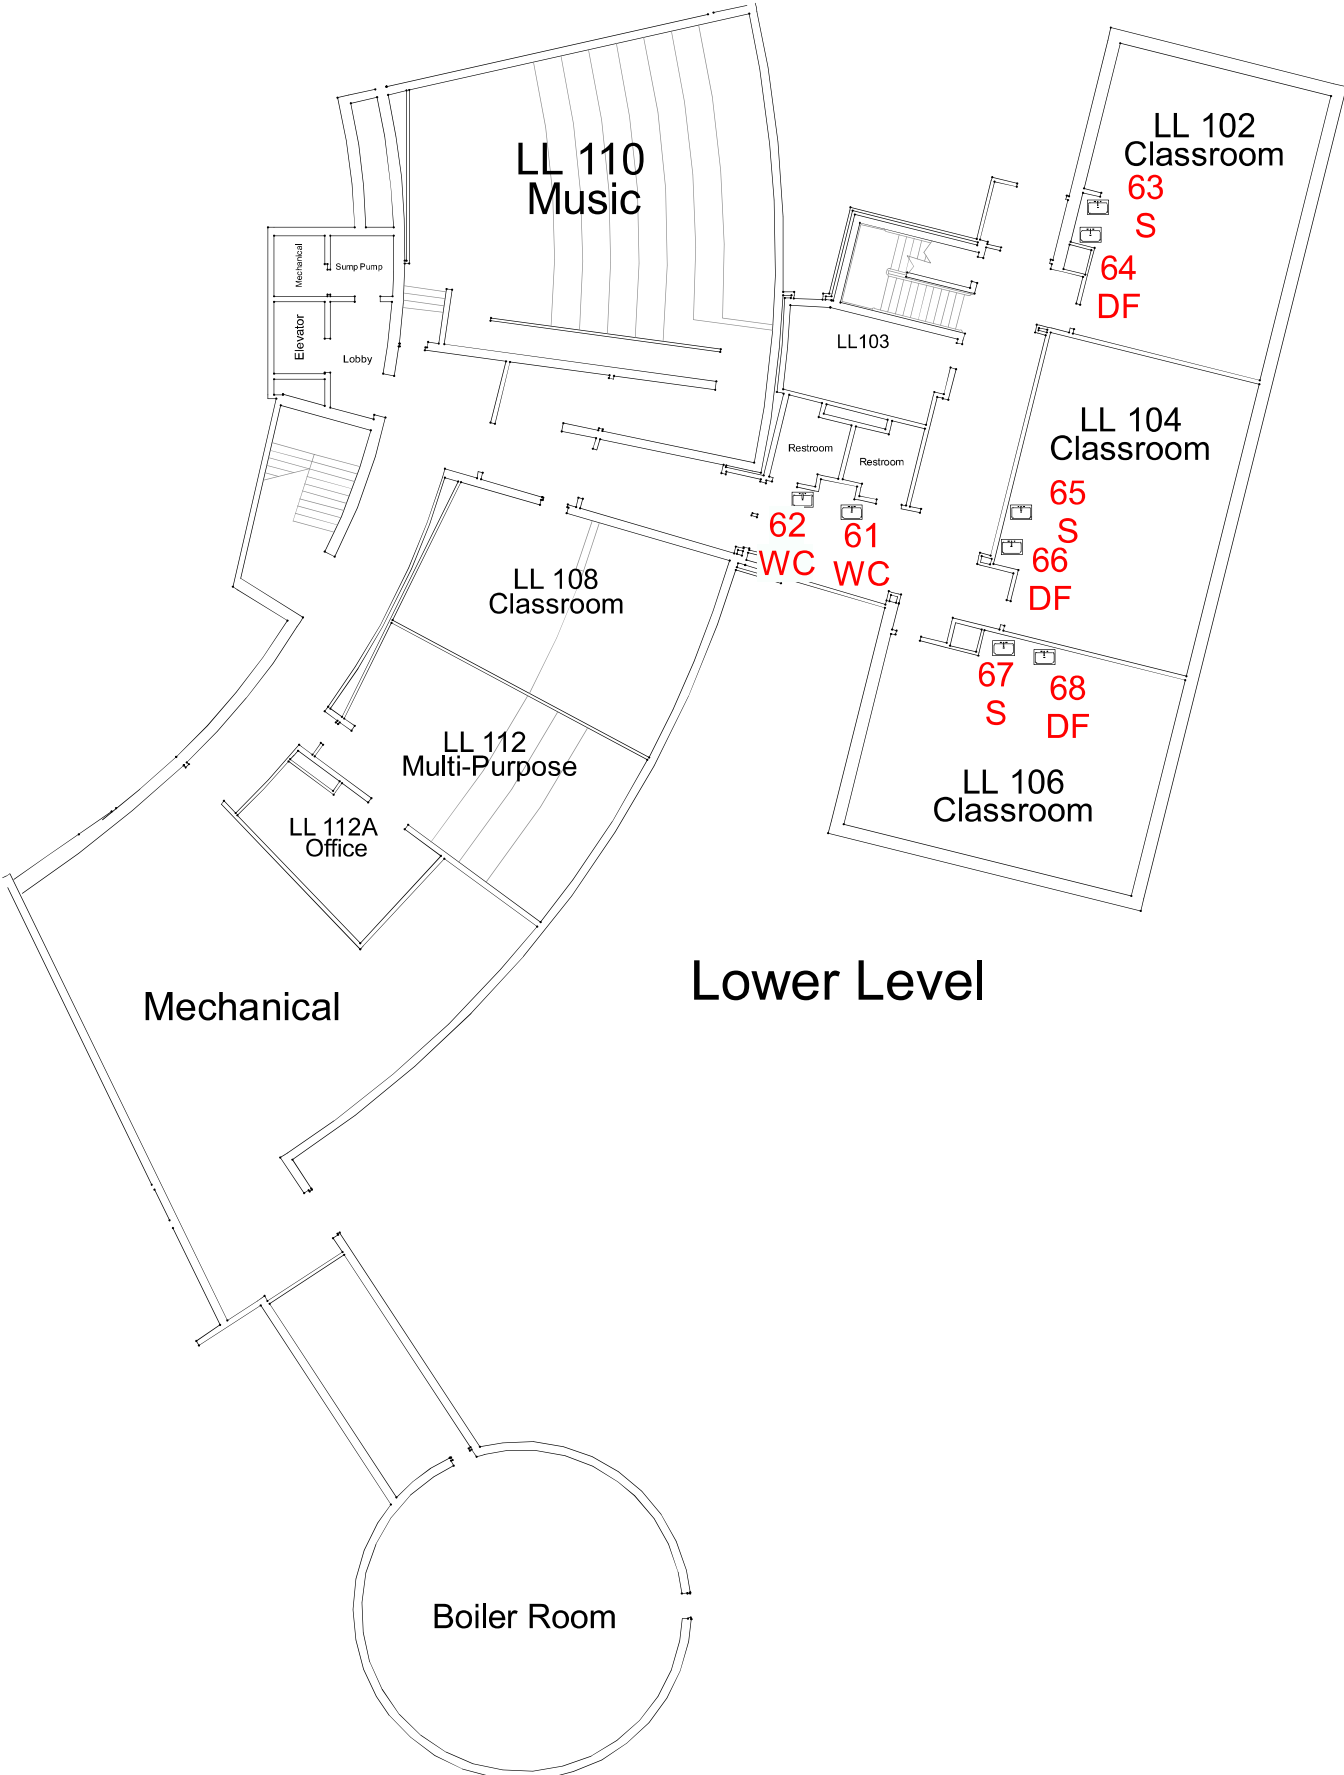 LL 102
Classroom
63
S
64
DF
LL 110
Music
Mechanical
Sump Pump
Elevator
Lobby
LL103
LL 104
Classroom
Restroom
Restroom
65
S
66
DF
62
WC
61
WC
LL 108
Classroom
67
S
68
DF
LL 112
Multi-Purpose
LL 106
Classroom
LL 112A
Office
Lower Level
Mechanical
Boiler Room